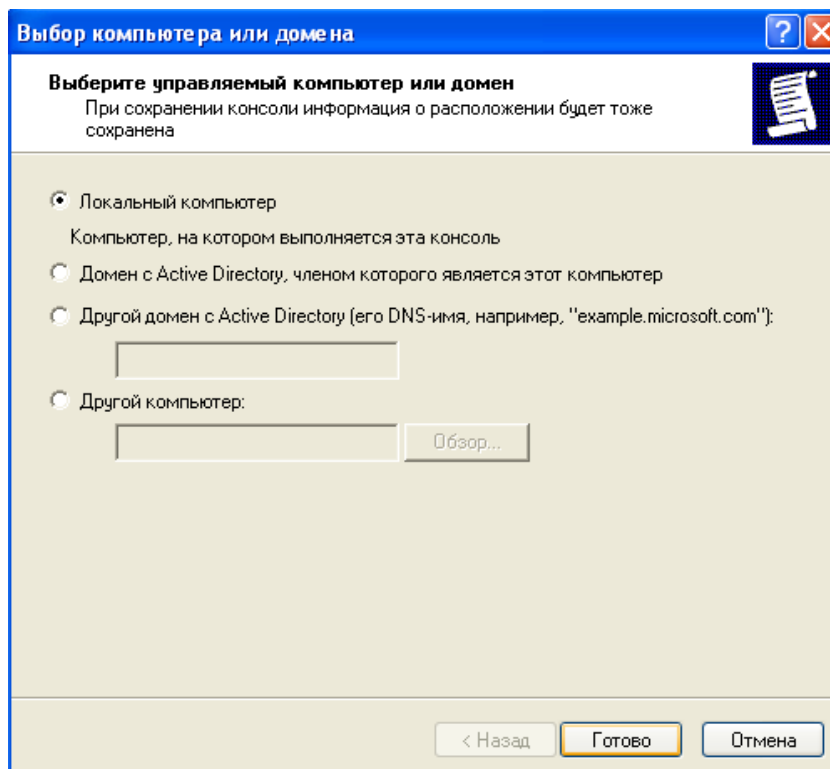 Выбор компьютера или домена
Выберите управляемый компьютер или домен
При сохранении консоли информация о расположении будет тоже
сохранена
Локальный компьютер
Компьютер, на котором выполняется эта консоль
Домен с Active Directory, членом которого является этот компьютер
Другой домен с Active Directory (его DNS-имя, например, "example.microsoft.com"):
Другой компьютер:
Обзор...
< Назад
Готово
Отмена